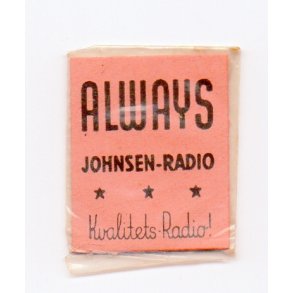 ALWAYS
JOHNSEN-RADIO
★ ★ ★
Kvalitets-Radio!